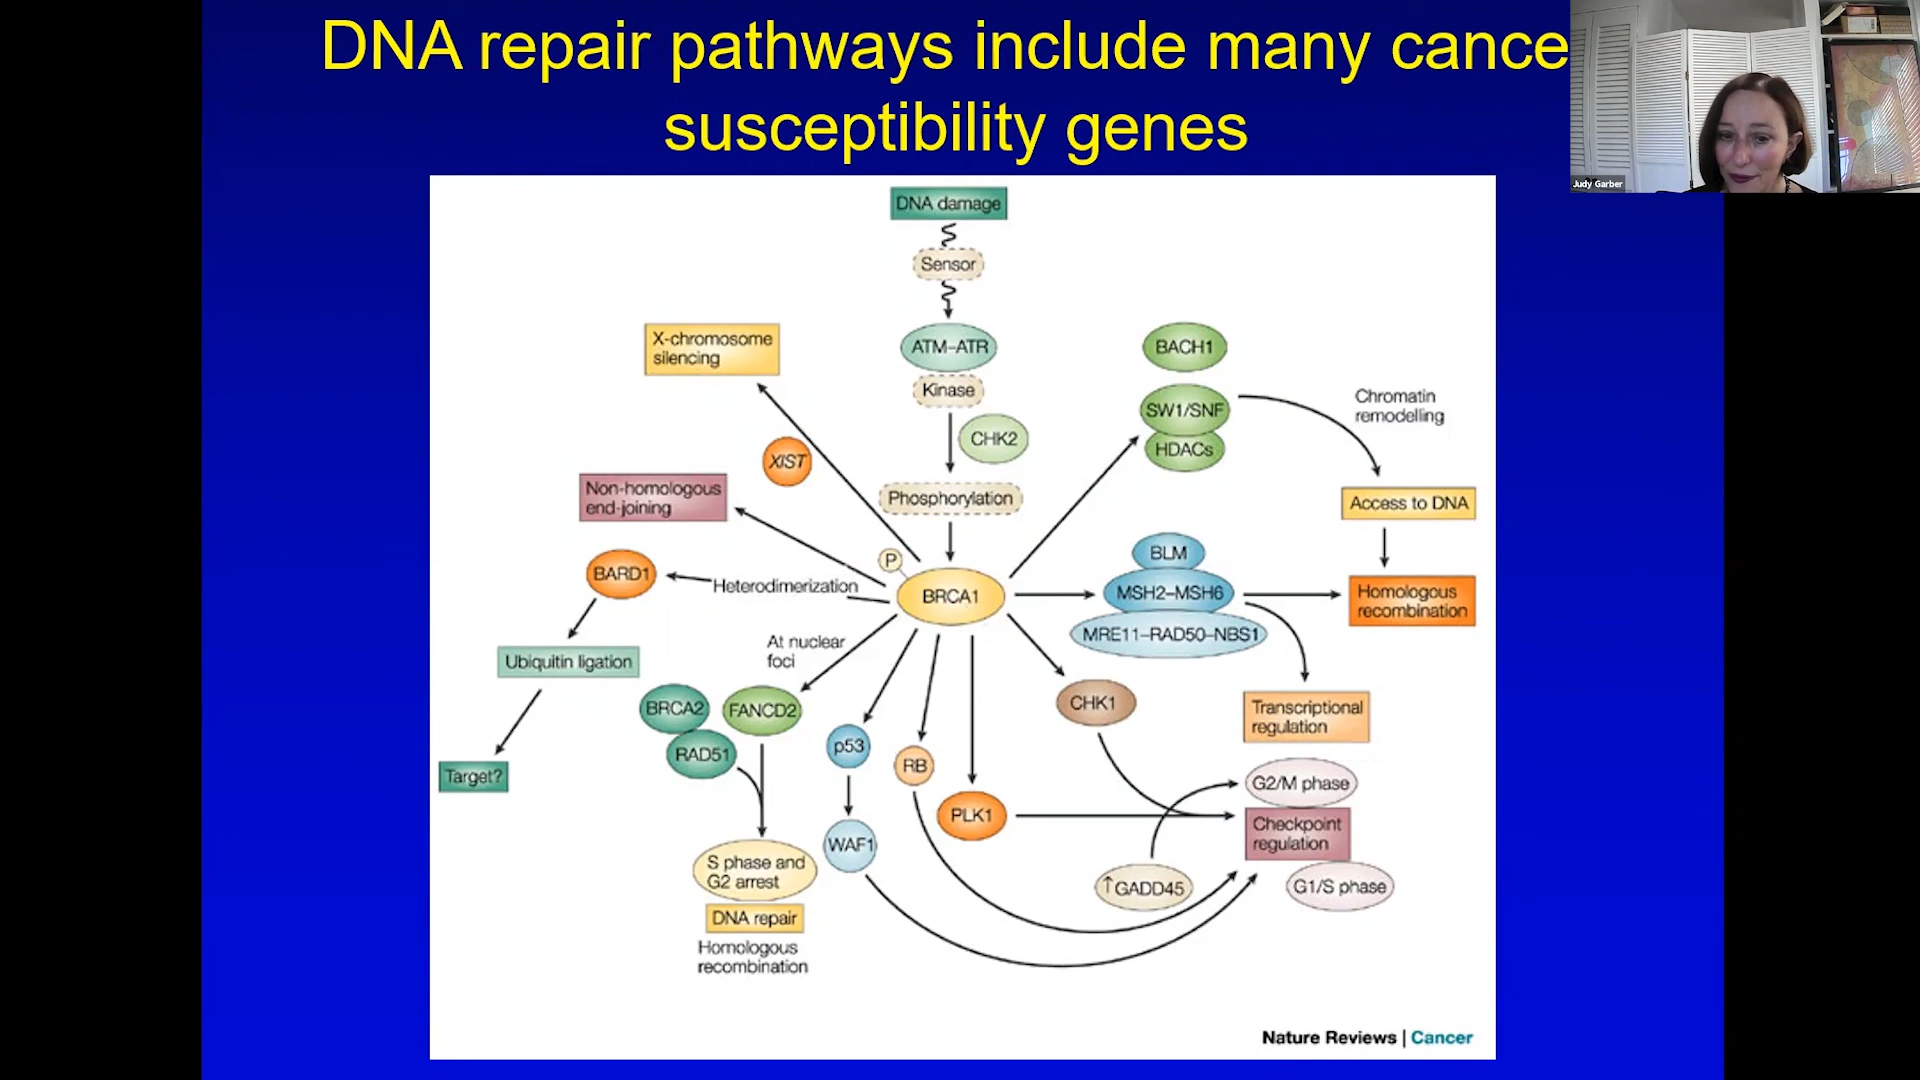 DNA repair pathways include many cance
susceptibility genes
Judy Garber
DNA damage
Sensor
ATM–ATR
Kinase
CHK2
Phosphorylation
P
BRCA1
X-chromosome
silencing
XIST
Non-homologous
end-joining
BARD1
Heterodimerization
Ubiquitin ligation
Target?
At nuclear
foci
BRCA2
FANCD2
RAD51
S phase and
G2 arrest
DNA repair
Homologous
recombination
p53
WAF1
RB
PLK1
CHK1
BACH1
SW1/SNF
HDACs
Chromatin
remodelling
Access to DNA
BLM
MSH2–MSH6
MRE11–RAD50–NBS1
Homologous
recombination
Transcriptional
regulation
G2/M phase
Checkpoint
regulation
G1/S phase
↑GADD45
Nature Reviews | Cancer